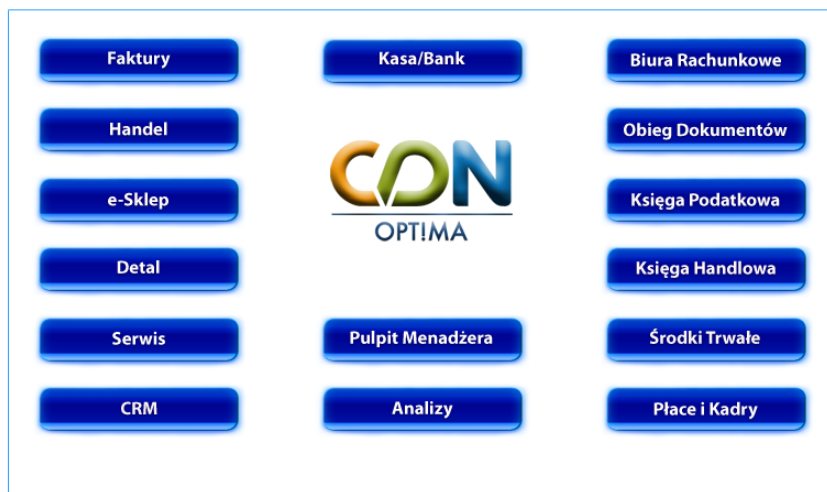 Faktury
Kasa/Bank
Biura Rachunkowe
Handel
Obieg Dokumentów
CDN
OPT!MA
e-Sklep
Księga Podatkowa
Detal
Księga Handlowa
Serwis
Pulpit Menadżera
Środki Trwałe
CRM
Analizy
Płace i Kadry